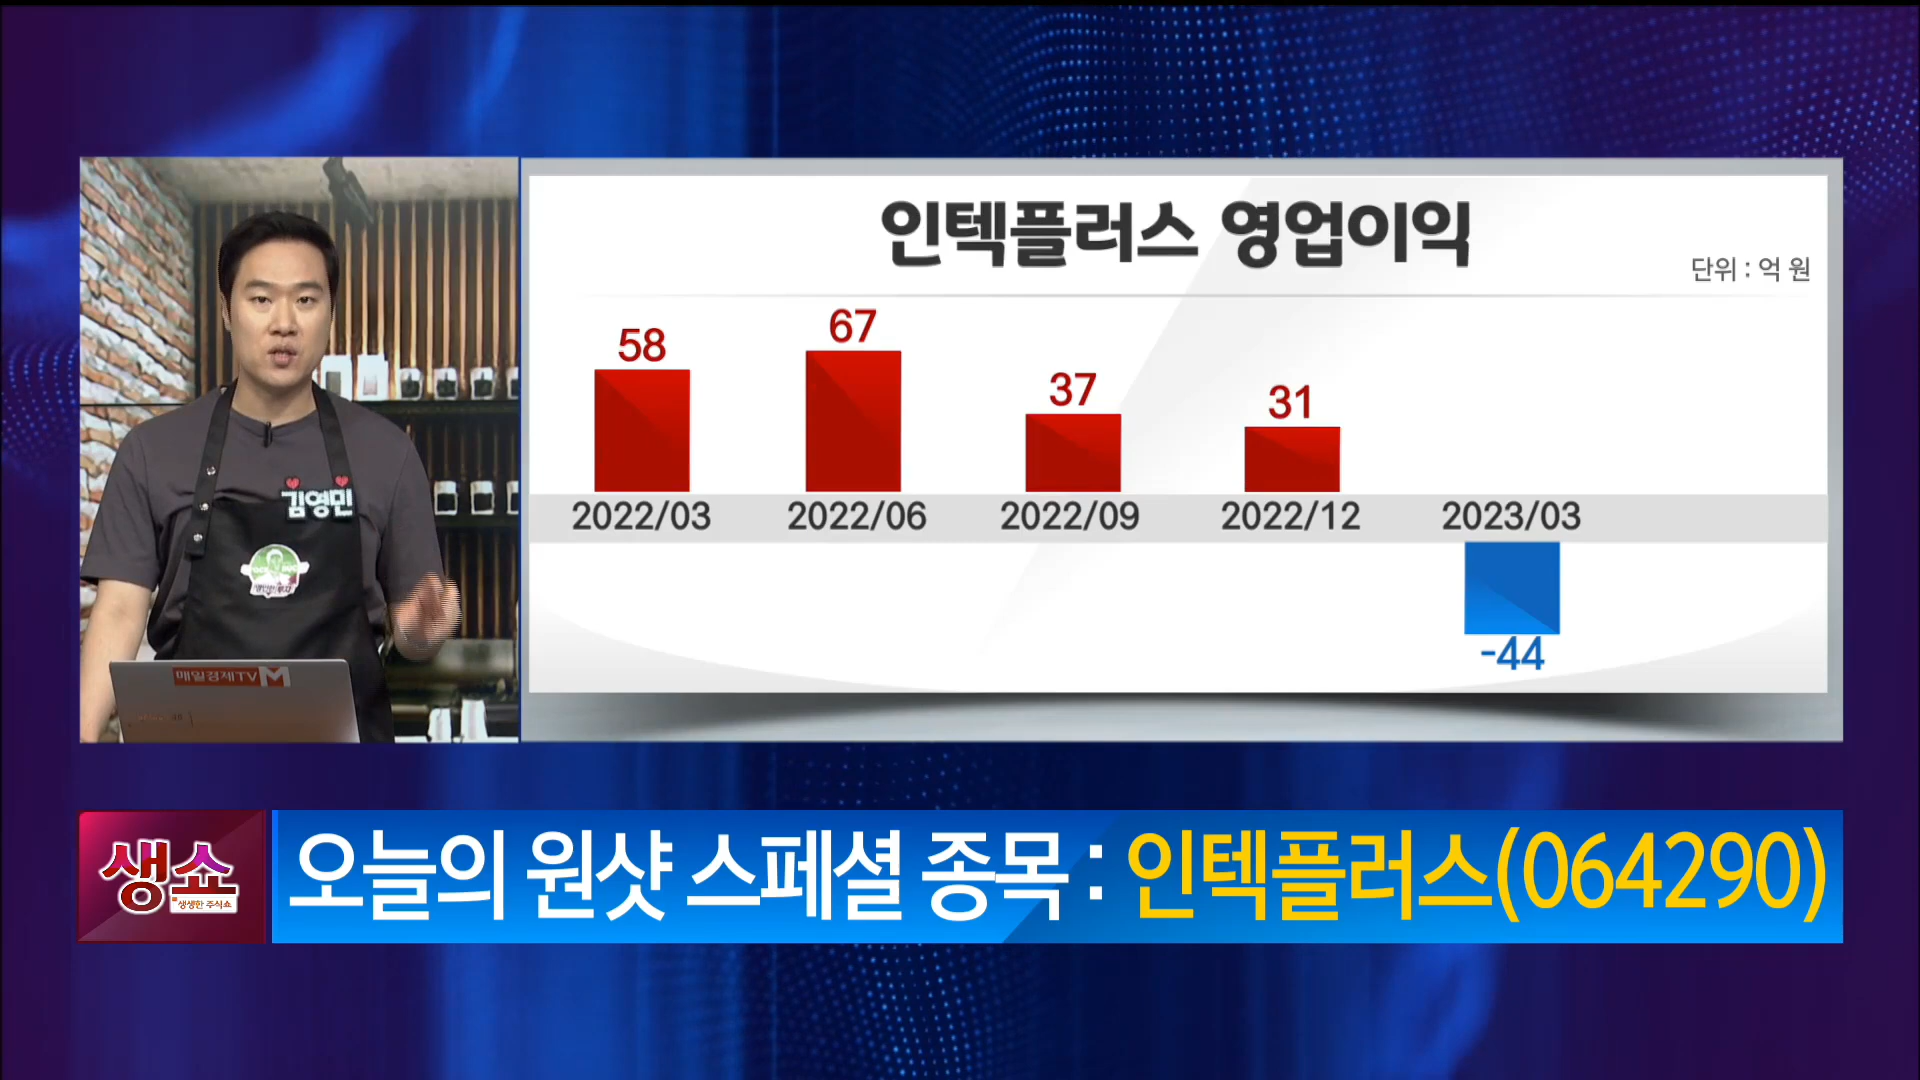 인텍플러스 영업이익
단위 : 억 원
58
67
37
31
2022/03
2022/06
2022/09
2022/12
2023/03
-44
김영민
매일경제TV M
생쇼
생생한 주식쇼
오늘의 원샷 스페셜 종목 : 인텍플러스(064290)